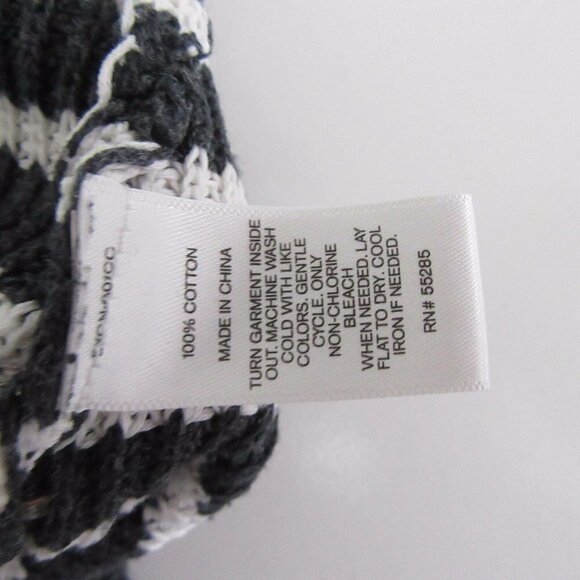 100% COTTON
MADE IN CHINA
TURN GARMENT INSIDE
OUT. MACHINE WASH
COLD WITH LIKE
COLORS. GENTLE
CYCLE. ONLY
NON-CHLORINE
BLEACH
WHEN NEEDED. LAY
FLAT TO DRY. COOL
IRON IF NEEDED.
RN# 55285